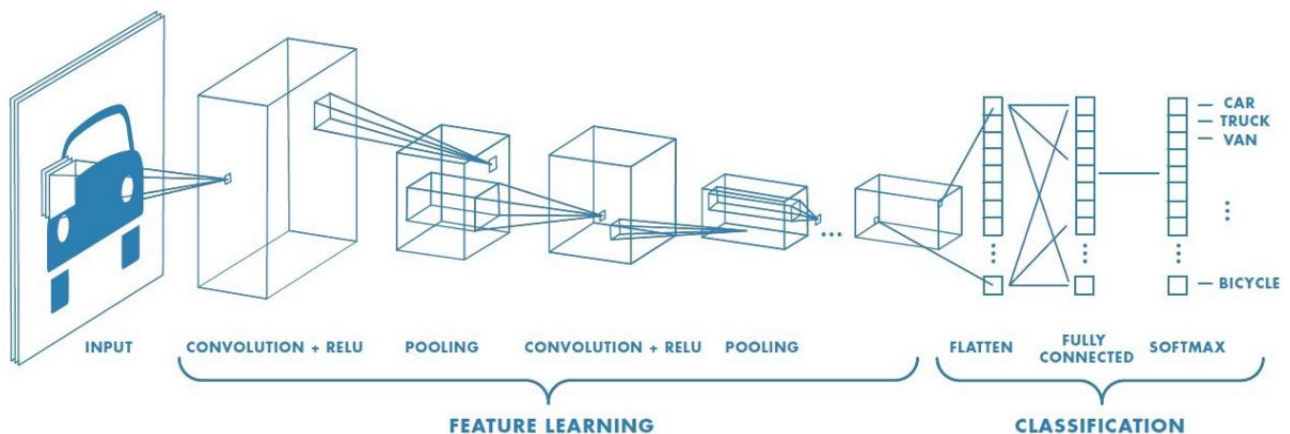 CAR
TRUCK
VAN
BICYCLE
INPUT
CONVOLUTION + RELU
POOLING
CONVOLUTION + RELU
POOLING
FLATTEN
FULLY
CONNECTED
SOFTMAX
FEATURE LEARNING
CLASSIFICATION